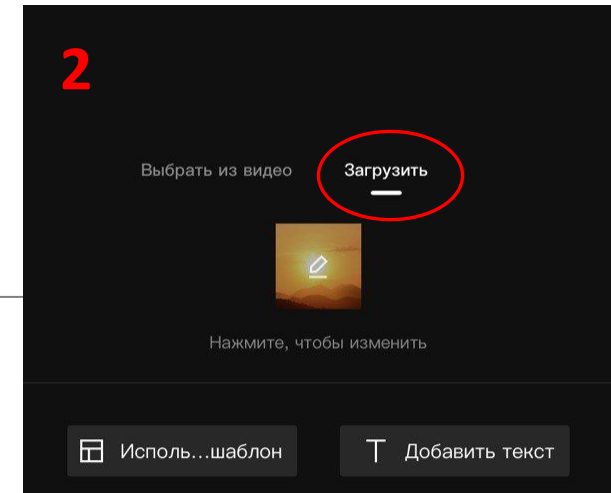 2
Выбрать из видео Загрузить
Нажмите, чтобы изменить
Исполь...шаблон Добавить текст